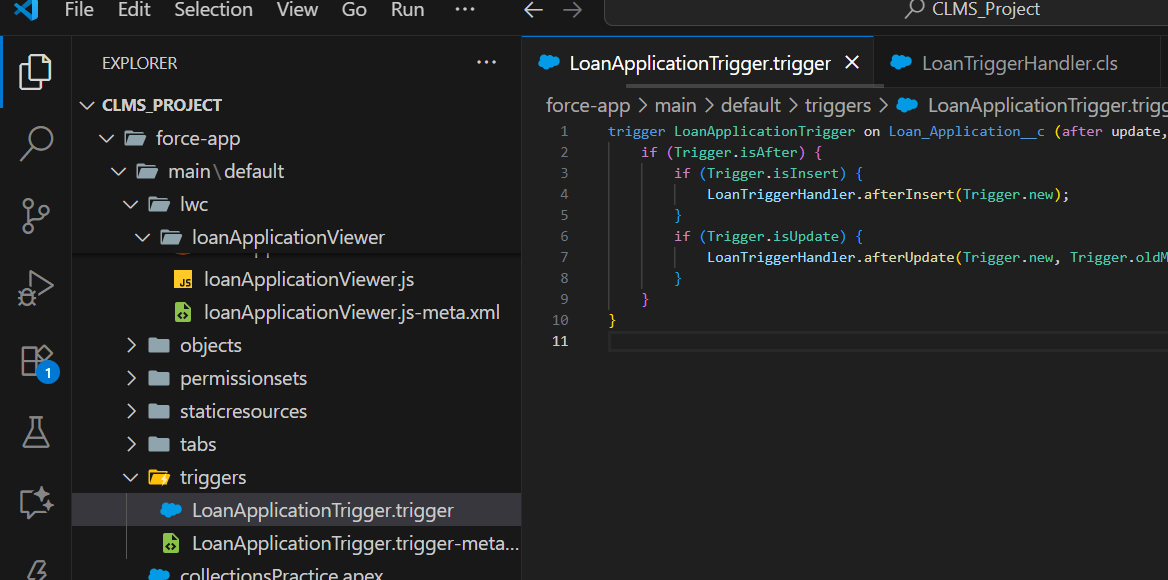 File Edit Selection View Go Run ... CLMS_Project
EXPLORER ...
LoanApplicationTrigger.trigger LoanTriggerHandler.cls
CLMS_PROJECT
force-app
main\default
lwc
loanApplicationViewer
JS loanApplicationViewer.js
loanApplicationViewer.js-meta.xml
objects
permissionsets
staticresources
tabs
triggers
LoanApplicationTrigger.trigger
LoanApplicationTrigger.trigger-meta...
collectionsPractice.apex
1
force-app > main > default > triggers > LoanApplicationTrigger.trigg
1 trigger LoanApplicationTrigger on Loan_Application__c (after update,
2 if (Trigger.isAfter) {
3 if (Trigger.isInsert) {
4 LoanTriggerHandler.afterInsert(Trigger.new);
5 }
6 if (Trigger.isUpdate) {
7 LoanTriggerHandler.afterUpdate(Trigger.new, Trigger.oldM
8 }
9 }
10 }
11